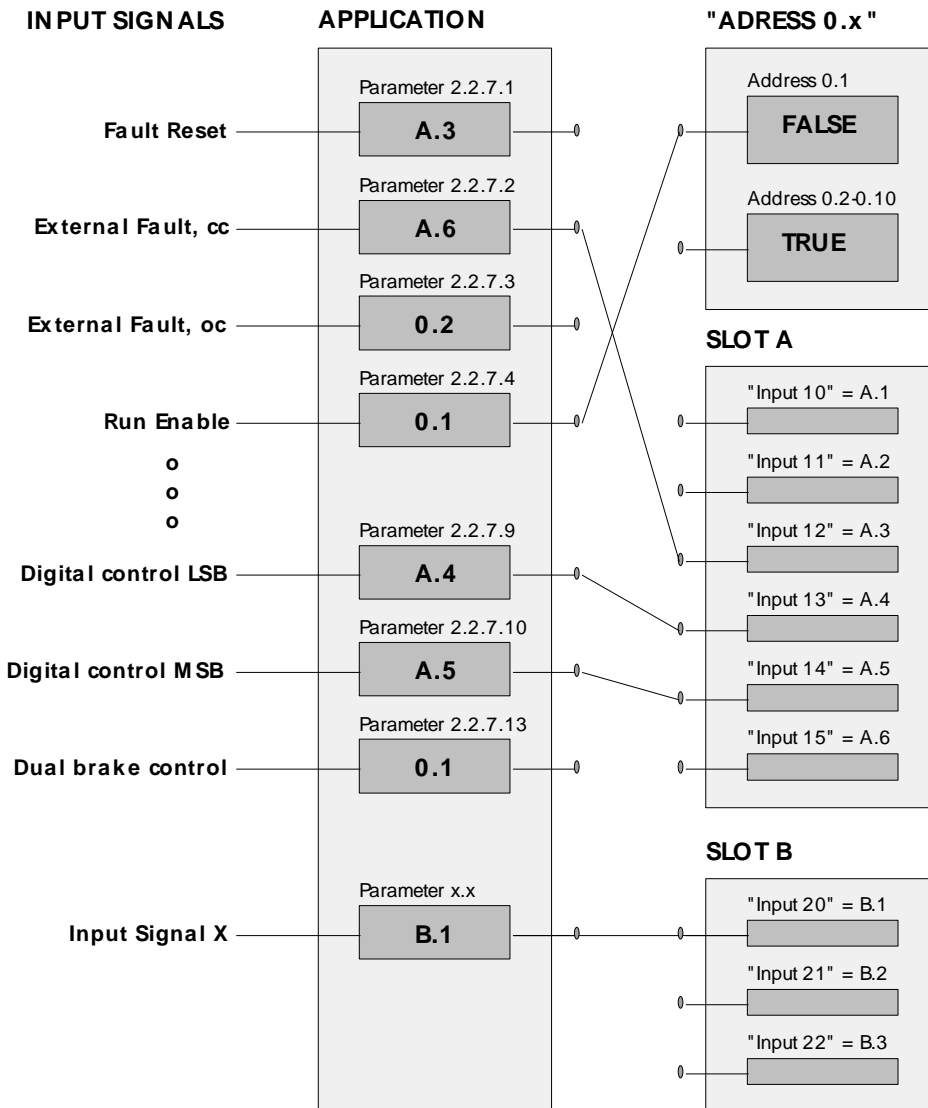 INPUT SIGNALS
APPLICATION
"ADRESS 0.x"
Parameter 2.2.7.1
Fault Reset
A.3
Address 0.1
FALSE
Parameter 2.2.7.2
External Fault, cc
A.6
Address 0.2-0.10
TRUE
Parameter 2.2.7.3
External Fault, oc
0.2
SLOT A
Parameter 2.2.7.4
Run Enable
0.1
"Input 10" = A.1
o
o
o
"Input 11" = A.2
Parameter 2.2.7.9
Digital control LSB
A.4
"Input 12" = A.3
"Input 13" = A.4
Parameter 2.2.7.10
Digital control MSB
A.5
"Input 14" = A.5
Parameter 2.2.7.13
Dual brake control
0.1
"Input 15" = A.6
SLOT B
Parameter x.x
Input Signal X
B.1
"Input 20" = B.1
"Input 21" = B.2
"Input 22" = B.3